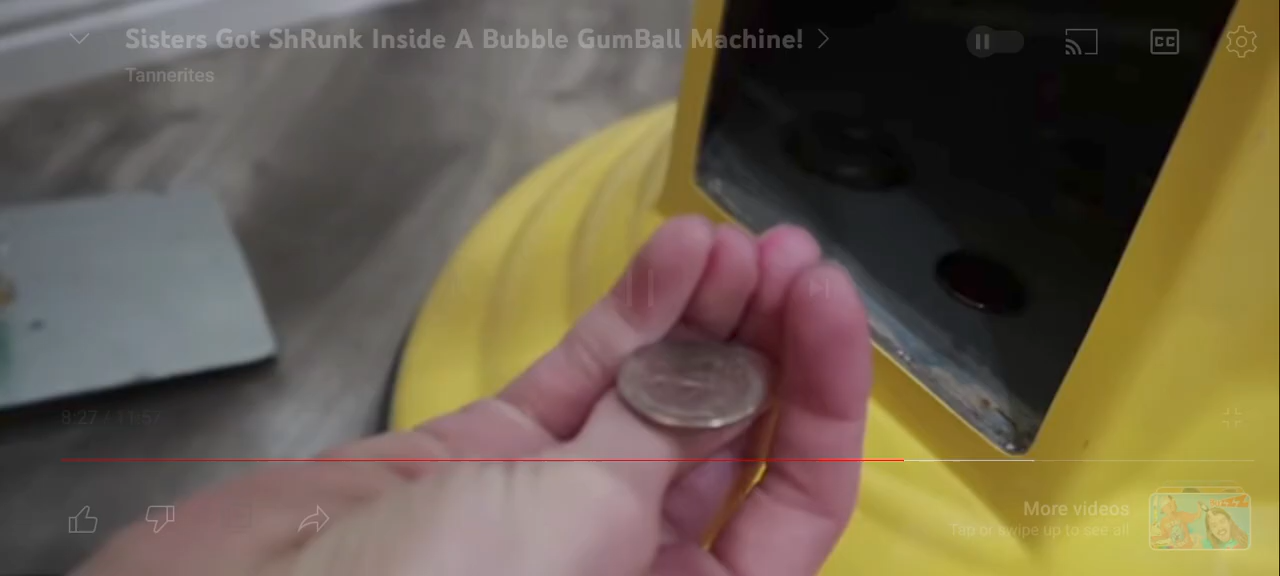 Sisters Got ShRunk Inside A Bubble GumBall Machine!
Tannerites
CC
8:27 / 11:57
More videos
Tap or swipe up to see all